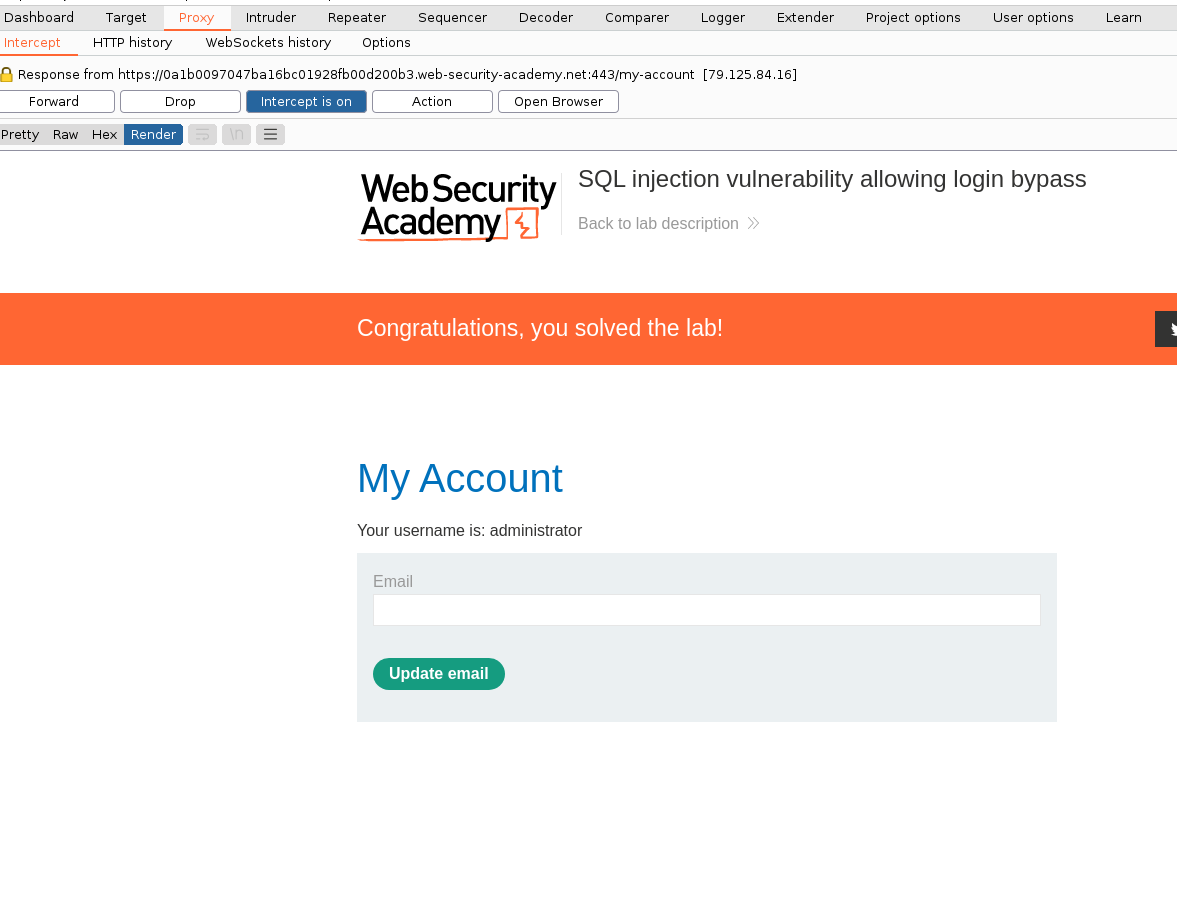 Dashboard Target Proxy Intruder Repeater Sequencer Decoder Comparer Logger Extender Project options User options Learn
Intercept HTTP history WebSockets history Options
Response from https://0a1b0097047ba16bc01928fb00d200b3.web-security-academy.net:443/my-account [79.125.84.16]
Forward Drop Intercept is on Action Open Browser
Pretty Raw Hex Render \n
WebSecurity
Academy
SQL injection vulnerability allowing login bypass
Back to lab description
Congratulations, you solved the lab!
My Account
Your username is: administrator
Email
Update email